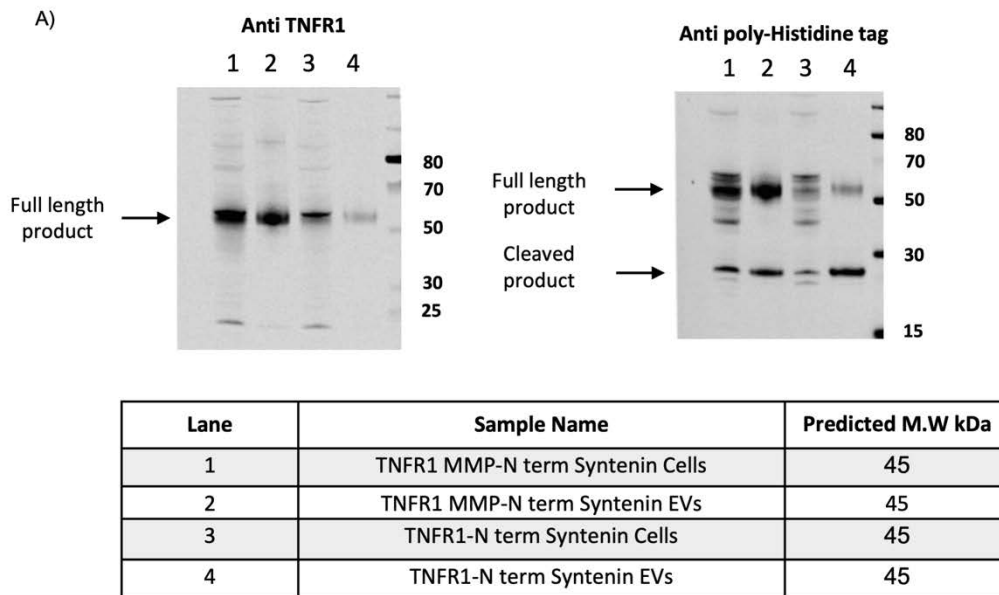 A)
Anti TNFR1
1 2 3 4
Full length
product
80
70
50
30
25
Anti poly-Histidine tag
1 2 3 4
Full length
product
Cleaved
product
80
70
50
30
15
Lane Sample Name Predicted M.W kDa
1 TNFR1 MMP-N term Syntenin Cells 45
2 TNFR1 MMP-N term Syntenin EVs 45
3 TNFR1-N term Syntenin Cells 45
4 TNFR1-N term Syntenin EVs 45